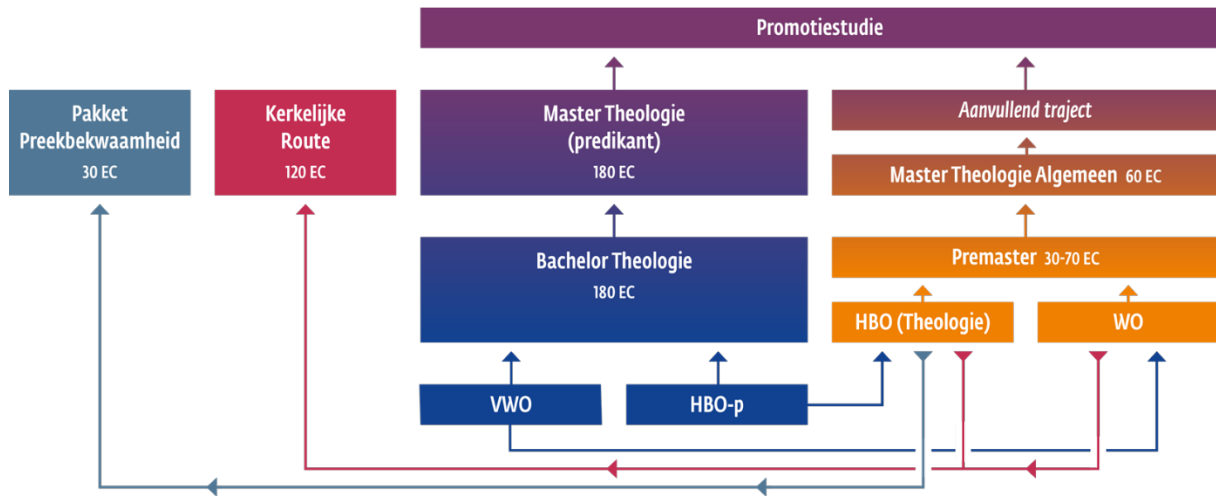 Promotiestudie
Pakket
Preekbekwaamheid
30 EC
Kerkelijke
Route
120 EC
Master Theologie
(predikant)
180 EC
Aanvullend traject
Master Theologie Algemeen 60 EC
Bachelor Theologie
180 EC
Premaster 30-70 EC
HBO (Theologie)
WO
VWO
HBO-p